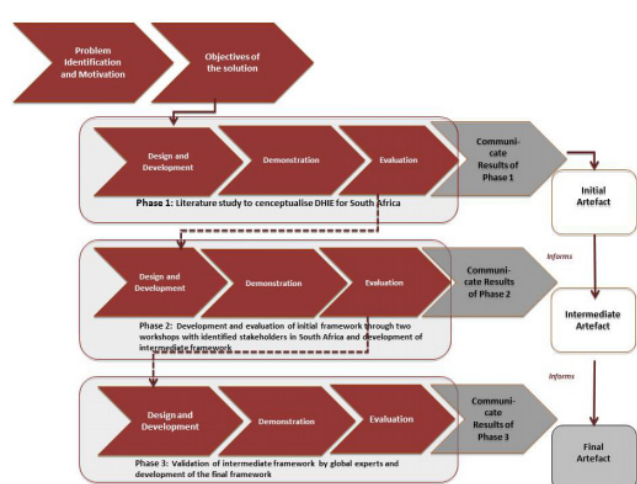 Problem
Identification
and Motivation
Objectives of
the solution
Design and
Development
Demonstration
Evaluation
Communi-
cate
Results of
Phase 1
Phase 1: Literature study to cenceptualise DHIE for South Africa
Initial
Artefact
Design and
Development
Demonstration
Evaluation
Communi-
cate Results
of Phase 2
Informs
Phase 2: Development and evaluation of initial framework through two
workshops with identified stakeholders in South Africa and development of
intermediate framework
Intermediate
Artefact
Informs
Design and
Development
Demonstration
Evaluation
Communi-
cate
Results of
Phase 3
Phase 3: Validation of intermediate framework by global experts and
development of the final framework
Final
Artefact